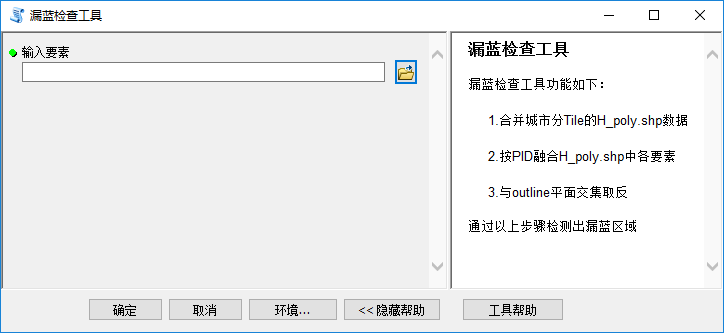 漏蓝检查工具
输入要素
漏蓝检查工具
漏蓝检查工具功能如下：
1.合并城市分Tile的H_poly.shp数据
2.按PID融合H_poly.shp中各要素
3.与outline平面交集取反
通过以上步骤检测出漏蓝区域
确定
取消
环境...
<< 隐藏帮助
工具帮助